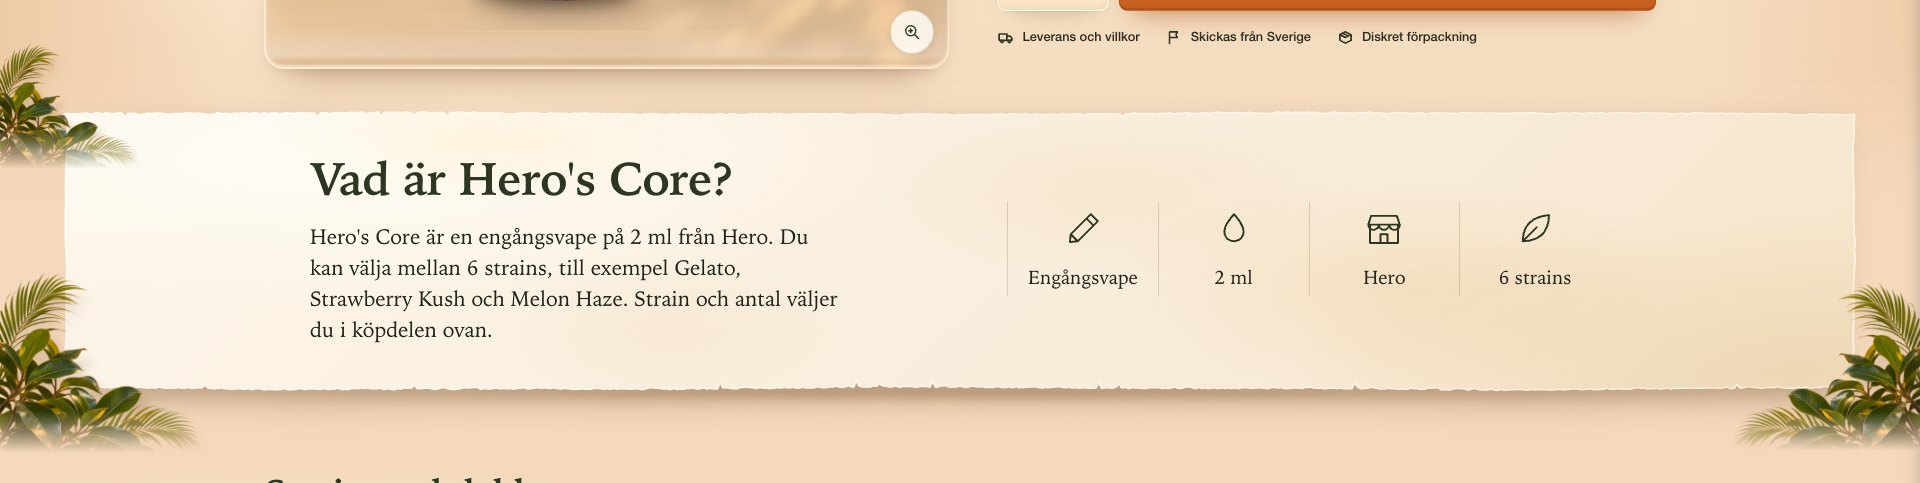 Leverans och villkor
Skickas från Sverige
Diskret förpackning
Vad är Hero's Core?
Hero's Core är en engångsvape på 2 ml från Hero. Du
kan välja mellan 6 strains, till exempel Gelato,
Strawberry Kush och Melon Haze. Strain och antal väljer
du i köpdelen ovan.
Engångsvape
2 ml
Hero
6 strains